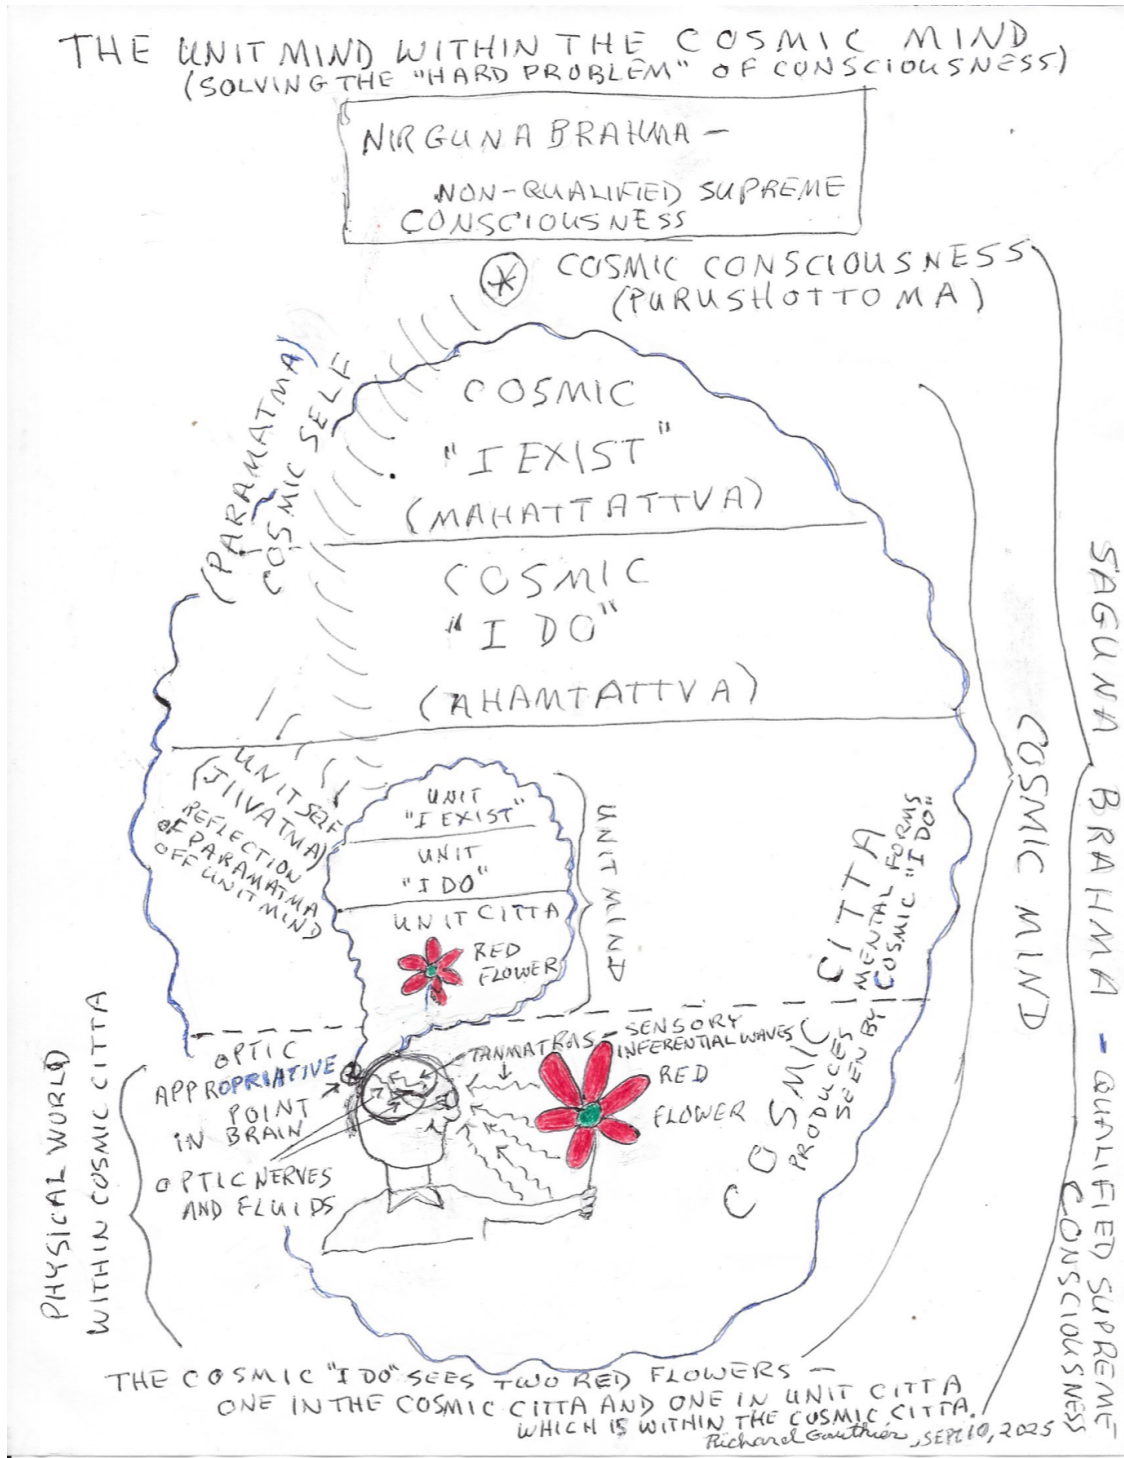 THE UNIT MIND WITHIN THE COSMIC MIND
(SOLVING THE "HARD PROBLEM" OF CONSCIOUSNESS)
NIRGUNA BRAHMA –
NON-QUALIFIED SUPREME
CONSCIOUSNESS
COSMIC CONSCIOUSNESS
(PURUSHOTTOMA)
(PARAMATMA)
COSMIC SELF
COSMIC
"I EXIST"
(MAHATTATTVA)
COSMIC
"I DO"
(AHAMTATTVA)
UNIT SELF
(JIIVATMA)
REFLECTION
OF PARAMATMA
OFF UNIT MIND
UNIT
"I EXIST"
UNIT
"I DO"
UNIT CITTA
RED
FLOWER
UNIT MIND
COSMIC CITTA
PRODUCES MENTAL FORMS
SEEN BY COSMIC "I DO"
COSMIC MIND
SAGUNA BRAHMA – QUALIFIED SUPREME
CONSCIOUSNESS
OPTIC
APPROPRIATIVE
POINT
IN BRAIN
TANMATRAS – SENSORY
INFERENTIAL WAVES
RED
FLOWER
OPTIC NERVES
AND FLUIDS
PHYSICAL WORLD
WITHIN COSMIC CITTA
THE COSMIC "I DO" SEES TWO RED FLOWERS –
ONE IN THE COSMIC CITTA AND ONE IN UNIT CITTA
WHICH IS WITHIN THE COSMIC CITTA.
Richard Gauthier, SEPT 10, 2025